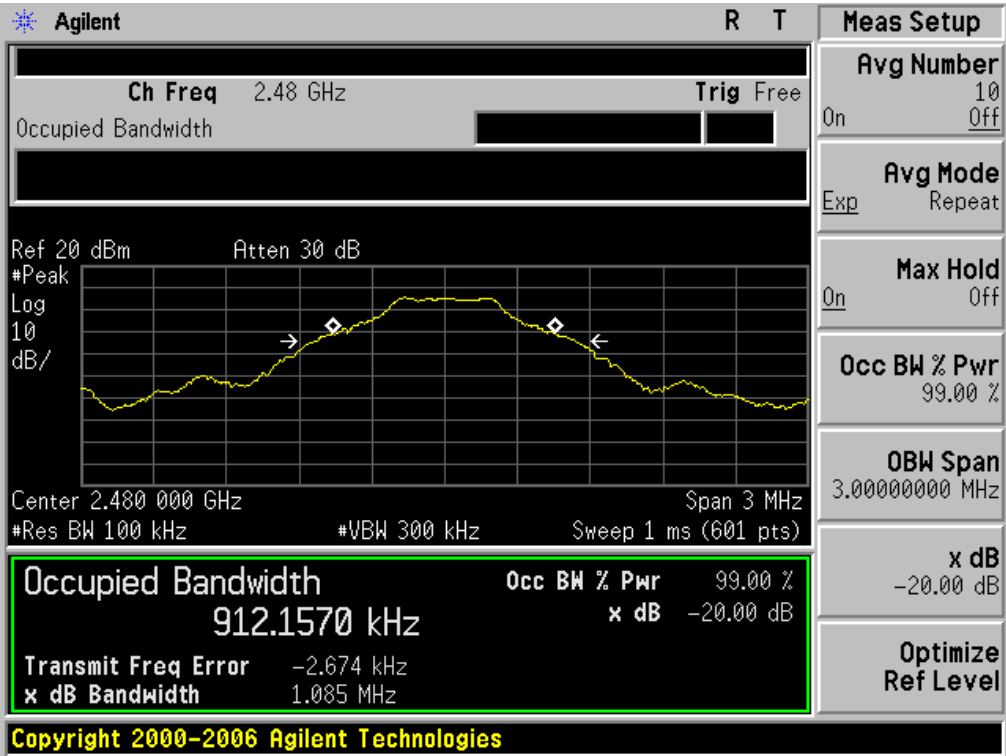 Agilent R T
Ch Freq 2.48 GHz Trig Free
Occupied Bandwidth
Ref 20 dBm Atten 30 dB
#Peak
Log
10
dB/
Center 2.480 000 GHz Span 3 MHz
#Res BW 100 kHz #VBW 300 kHz Sweep 1 ms (601 pts)
Occupied Bandwidth
912.1570 kHz
Occ BW % Pwr 99.00 %
x dB -20.00 dB
Transmit Freq Error -2.674 kHz
x dB Bandwidth 1.085 MHz
Copyright 2000-2006 Agilent Technologies
Meas Setup
Avg Number
10
On Off
Avg Mode
Exp Repeat
Max Hold
On Off
Occ BW % Pwr
99.00 %
OBW Span
3.00000000 MHz
x dB
-20.00 dB
Optimize
Ref Level